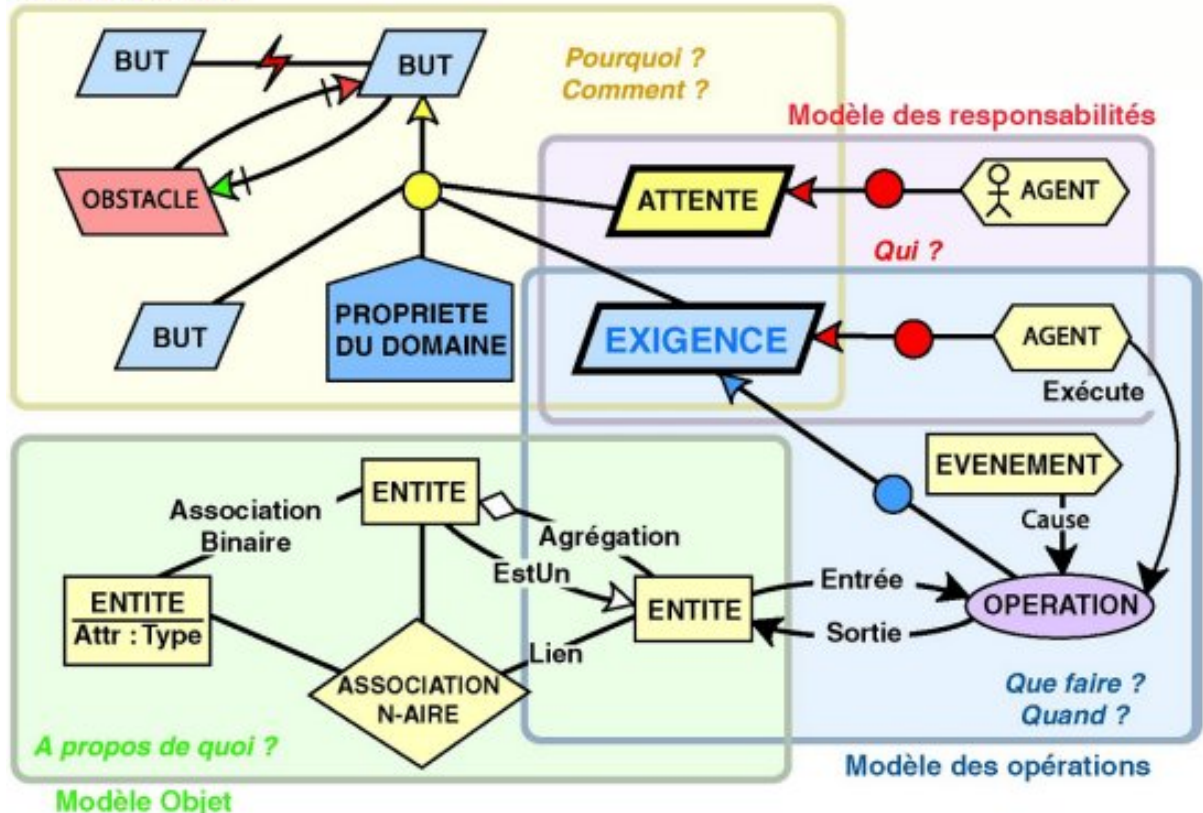 BUT
BUT
Pourquoi ?
Comment ?
Modèle des responsabilités
OBSTACLE
ATTENTE
AGENT
Qui ?
BUT
PROPRIETE
DU DOMAINE
EXIGENCE
AGENT
Exécute
EVENEMENT
Cause
ENTITE
Association
Binaire
Agrégation
EstUn
ENTITE
Attr : Type
ENTITE
Entrée
OPERATION
Sortie
Lien
ASSOCIATION
N-AIRE
Que faire ?
Quand ?
A propos de quoi ?
Modèle des opérations
Modèle Objet